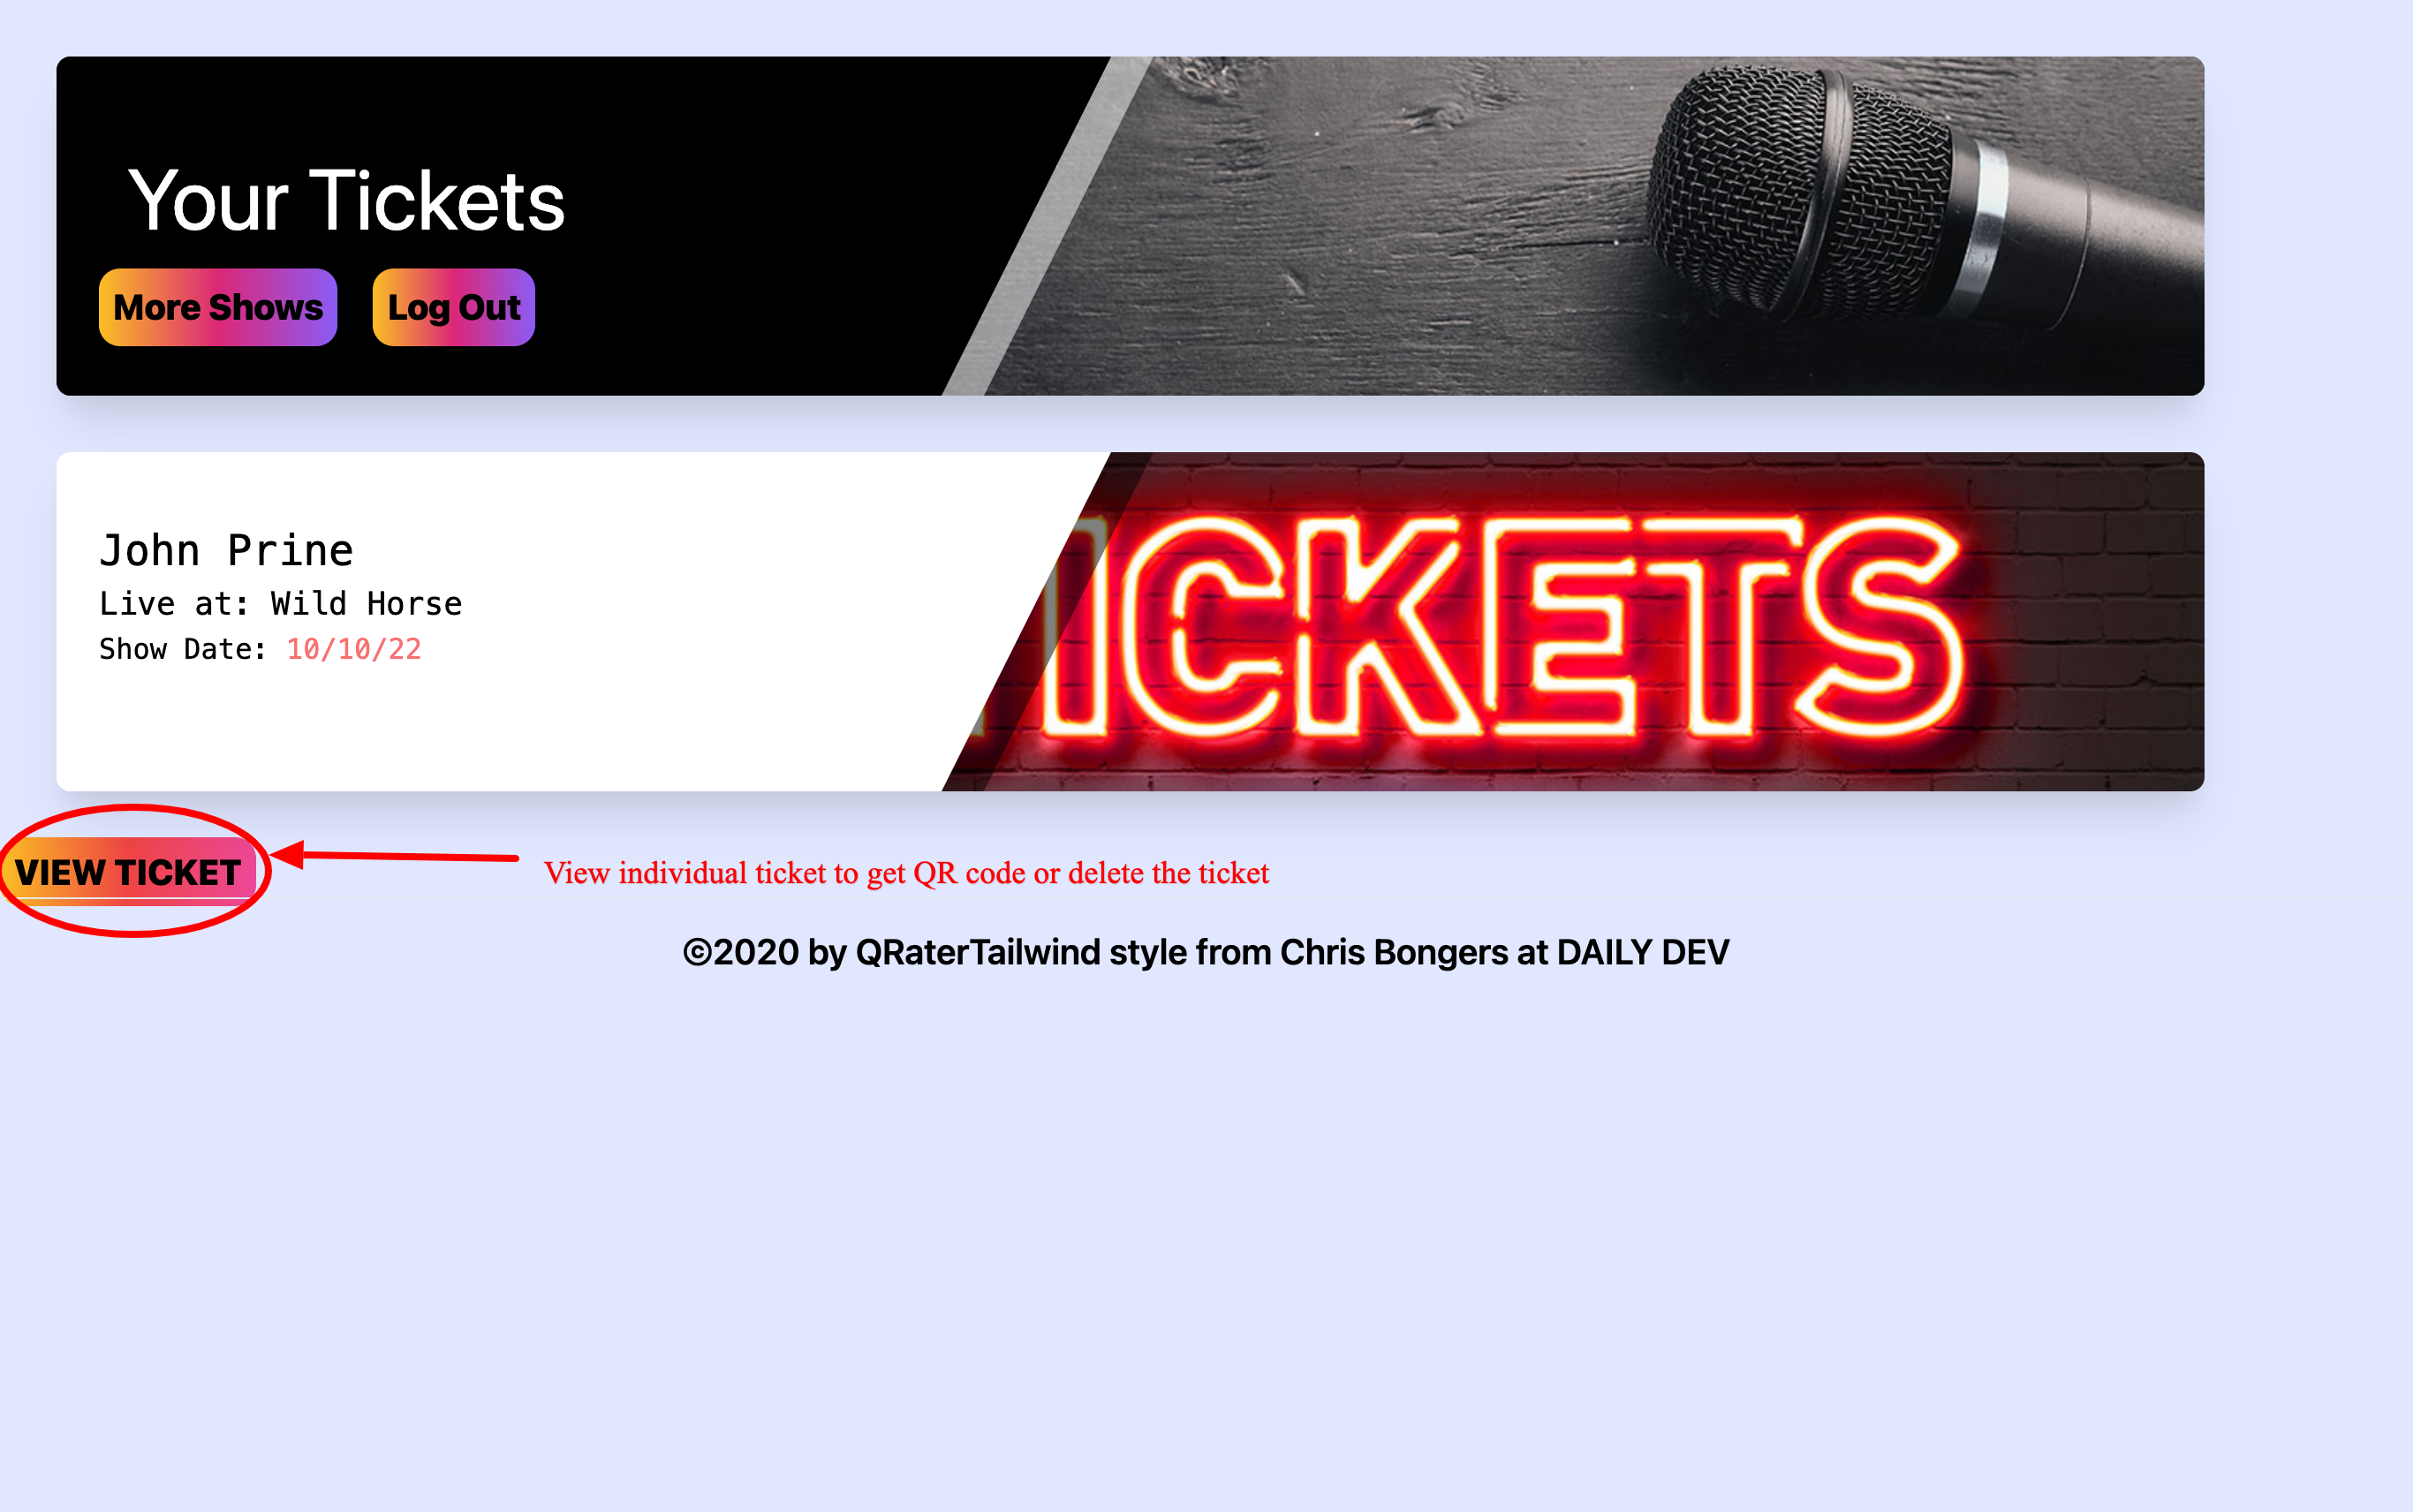 Your Tickets
More Shows
Log Out
John Prine
Live at: Wild Horse
Show Date: 10/10/22
TICKETS
VIEW TICKET
View individual ticket to get QR code or delete the ticket
©2020 by QRaterTailwind style from Chris Bongers at DAILY DEV